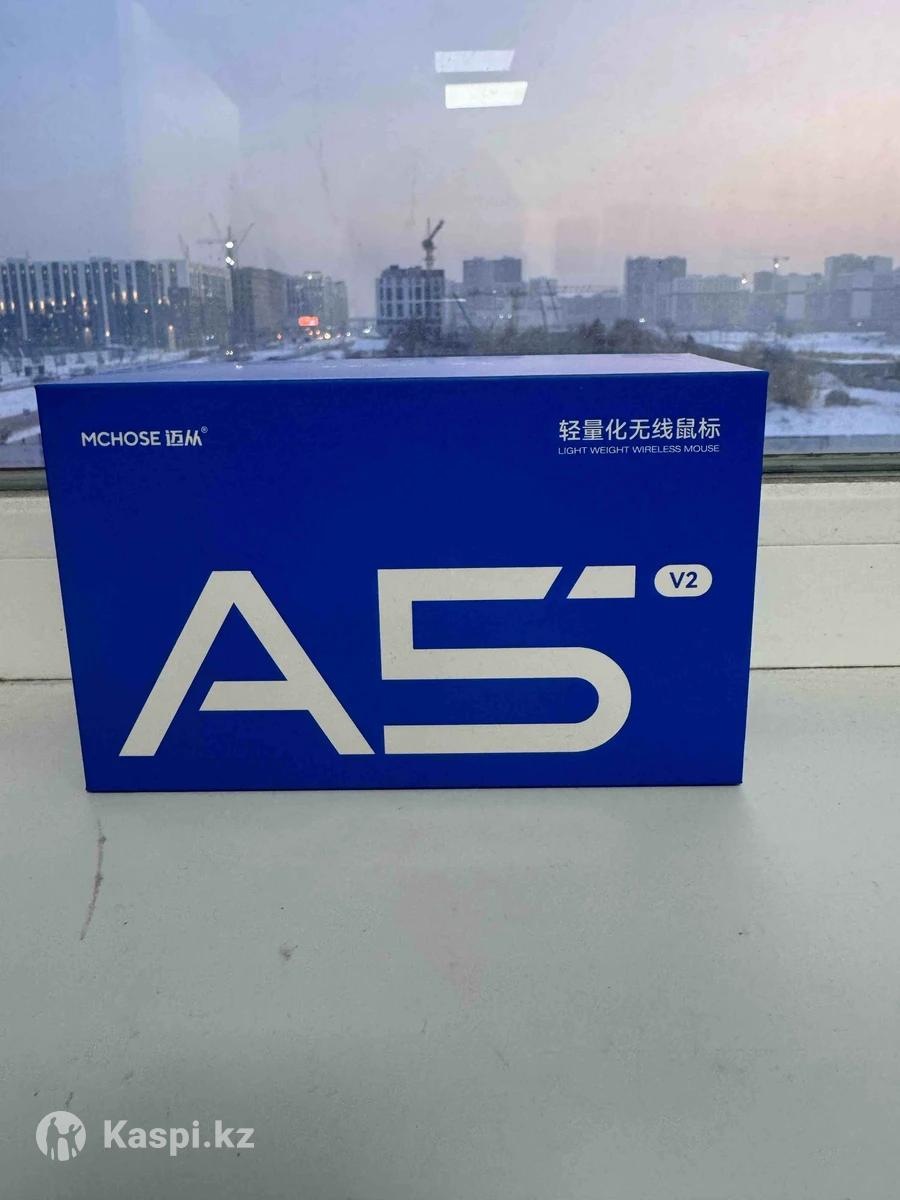 MCHOSE 迈从®
轻量化无线鼠标
LIGHT WEIGHT WIRELESS MOUSE
A5
V2
Kaspi.kz